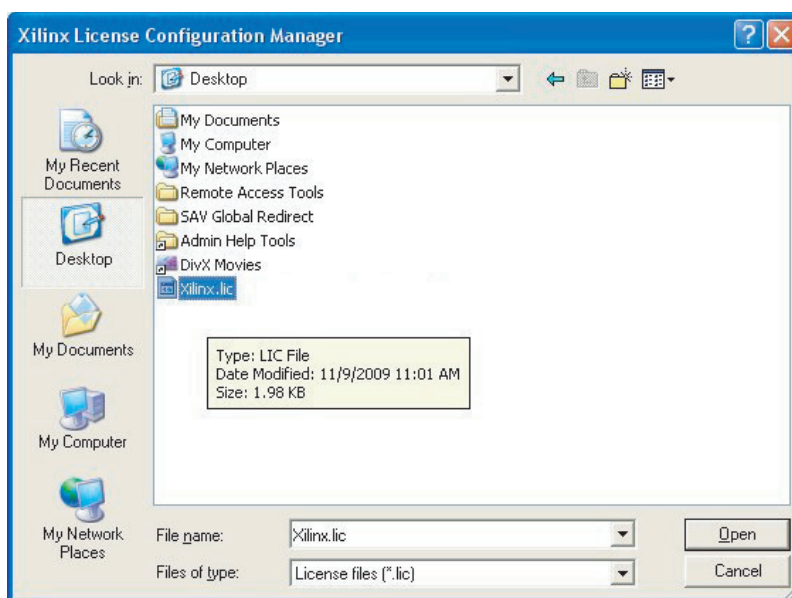 Xilinx License Configuration Manager
Look in: Desktop
My Recent
Documents
Desktop
My Documents
My Computer
My Network
Places
My Documents
My Computer
My Network Places
Remote Access Tools
SAV Global Redirect
Admin Help Tools
DivX Movies
Xilinx.lic
Type: LIC File
Date Modified: 11/9/2009 11:01 AM
Size: 1.98 KB
File name: Xilinx.lic Open
Files of type: License files (*.lic) Cancel